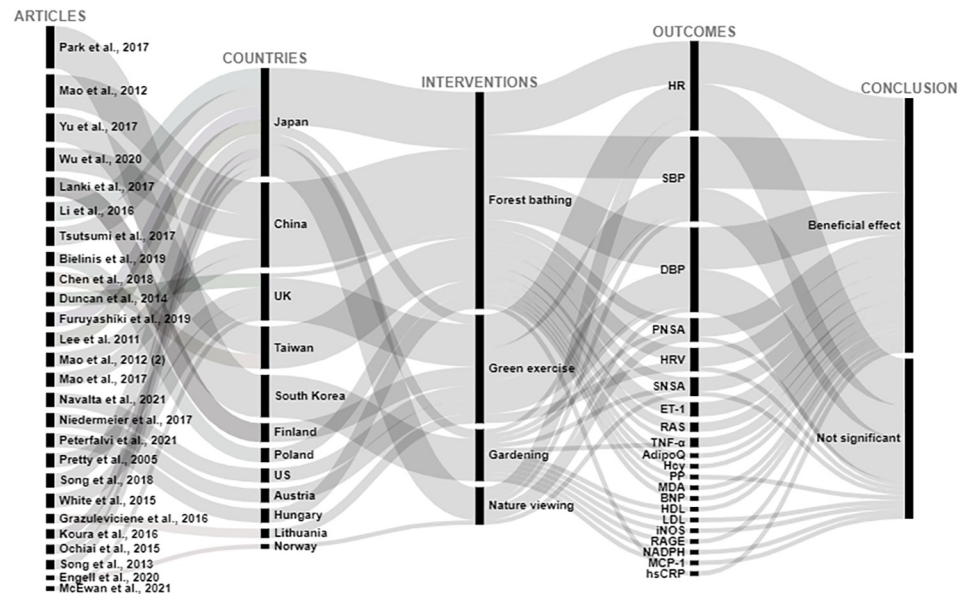 ARTICLES
Park et al., 2017
Mao et al., 2012
Yu et al., 2017
Wu et al., 2020
Lanki et al., 2017
Li et al., 2016
Tsutsumi et al., 2017
Bielinis et al., 2019
Chen et al., 2018
Duncan et al., 2014
Furuyashiki et al., 2019
Lee et al. 2011
Mao et al., 2012 (2)
Mao et al., 2017
Navalta et al., 2021
Niedermeier et al., 2017
Peterfalvi et al., 2021
Pretty et al., 2005
Song et al., 2018
White et al., 2015
Grazuleviciene et al., 2016
Koura et al., 2016
Ochiai et al., 2015
Song et al., 2013
Engell et al., 2020
McEwan et al., 2021
COUNTRIES
Japan
China
UK
Taiwan
South Korea
Finland
Poland
US
Austria
Hungary
Lithuania
Norway
INTERVENTIONS
Forest bathing
Green exercise
Gardening
Nature viewing
OUTCOMES
HR
SBP
DBP
PNSA
HRV
SNSA
ET-1
RAS
TNF-α
AdipoQ
Hcy
PP
MDA
BNP
HDL
LDL
iNOS
RAGE
NADPH
MCP-1
hsCRP
CONCLUSION
Beneficial effect
Not significant